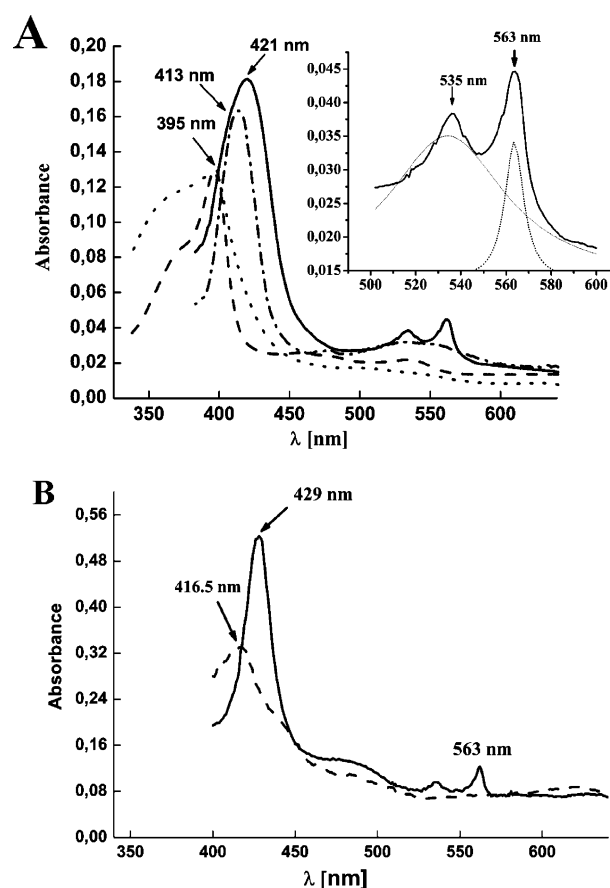 A
421 nm
413 nm
395 nm
563 nm
535 nm
0,20
0,18
0,16
0,14
0,12
0,10
0,08
0,06
0,04
0,02
0,00
Absorbance
0,045
0,040
0,035
0,030
0,025
0,020
0,015
500 520 540 560 580 600
350 400 450 500 550 600
λ [nm]
B
429 nm
416.5 nm
563 nm
0,56
0,48
0,40
0,32
0,24
0,16
0,08
0,00
Absorbance
350 400 450 500 550 600
λ [nm]